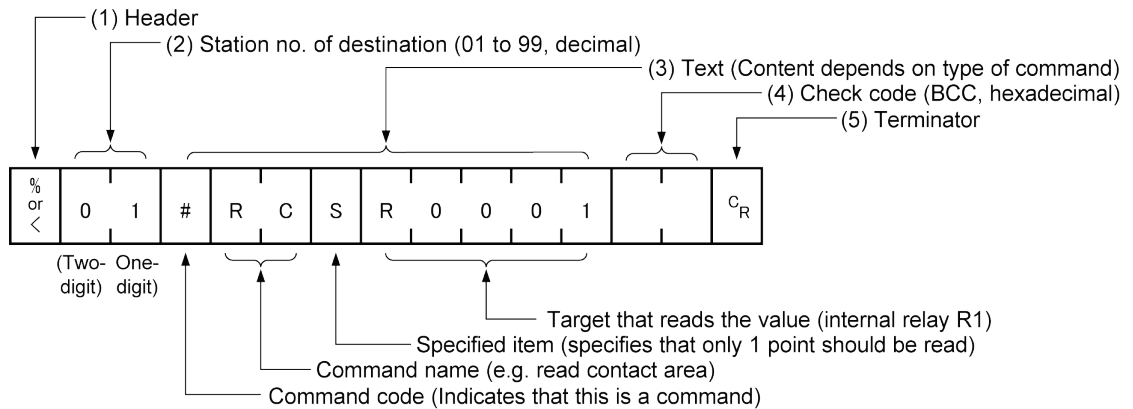 (1) Header
(2) Station no. of destination (01 to 99, decimal)
(3) Text (Content depends on type of command)
(4) Check code (BCC, hexadecimal)
(5) Terminator
% or < 0 1 # R C S R 0 0 0 1 CR
(Two-digit) One-digit)
Target that reads the value (internal relay R1)
Specified item (specifies that only 1 point should be read)
Command name (e.g. read contact area)
Command code (Indicates that this is a command)